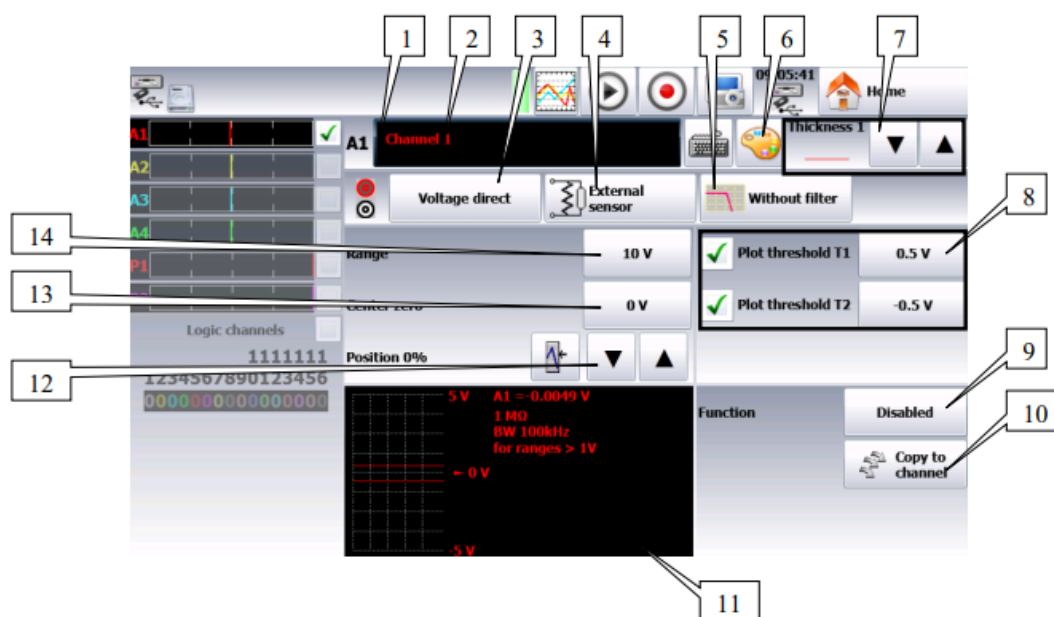 1
2
3
4
5
6
7
09:05:41
Home
A1
A1
Channel 1
Thickness 1
A2
A3
Voltage direct
External
sensor
Without filter
8
A4
14
Range
10 V
Plot threshold T1
0.5 V
P1
13
Center zero
0 V
Plot threshold T2
-0.5 V
Logic channels
9
1111111
Position 0%
12
1234567890123456
0000000000000000
5 V
A1 =-0.0049 V
1 MΩ
BW 100kHz
for ranges > 1V
Function
Disabled
10
← 0 V
Copy to
channel
-5 V
11